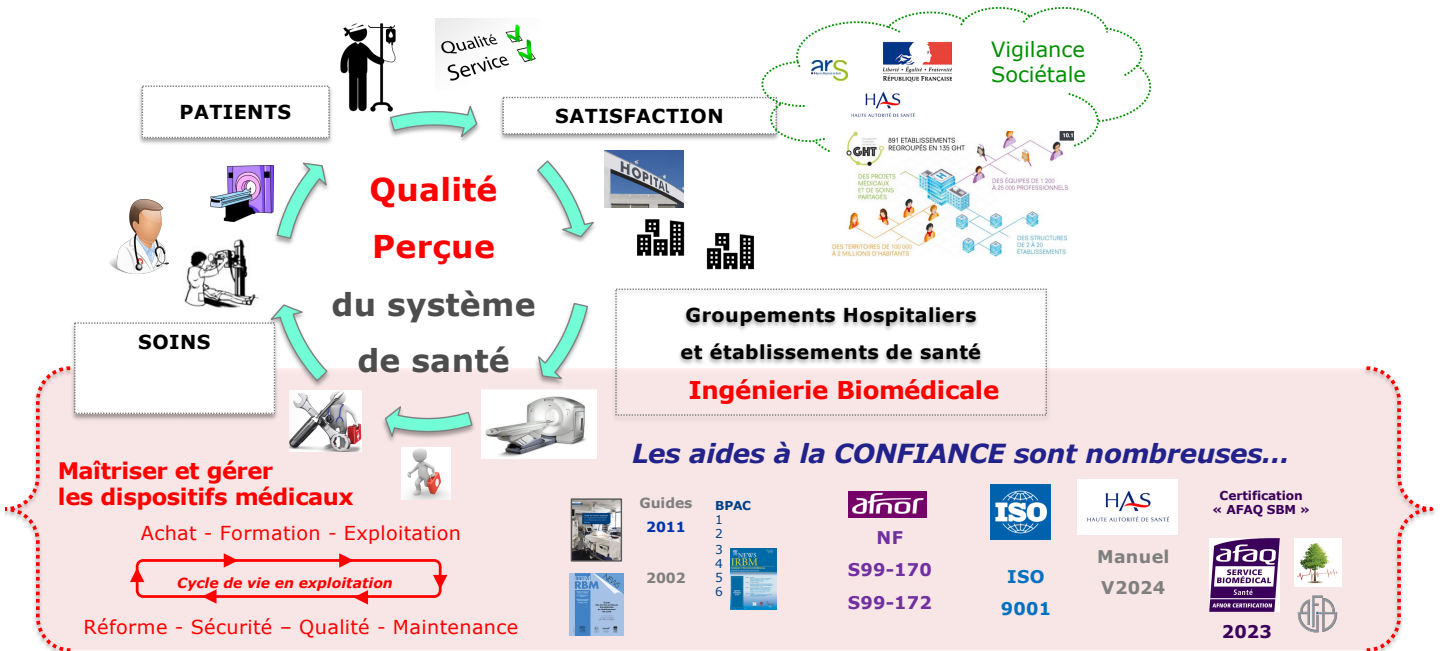 Qualité
Service
PATIENTS
SATISFACTION
ars
Liberté • Égalité • Fraternité
RÉPUBLIQUE FRANÇAISE
HAS
HAUTE AUTORITÉ DE SANTÉ
Vigilance
Sociétale
GHT
891 ETABLISSEMENTS
REGROUPÉS EN 135 GHT
10.1
DES PROJETS
MÉDICAUX
ET DE SOINS
PARTAGÉS
DES ÉQUIPES DE 1 200
À 25 000 PROFESSIONNELS
DES TERRITOIRES DE 100 000
À 2 MILLIONS D'HABITANTS
DES STRUCTURES
DE 2 À 20
ÉTABLISSEMENTS
HOPITAL
Qualité
Perçue
du système
de santé
SOINS
Groupements Hospitaliers
et établissements de santé
Ingénierie Biomédicale
Maîtriser et gérer
les dispositifs médicaux
Achat - Formation - Exploitation
Cycle de vie en exploitation
Réforme - Sécurité – Qualité - Maintenance
Les aides à la CONFIANCE sont nombreuses...
Guides
2011
2002
RBM
BPAC
1
2
3
4
5
6
NEWS
IRBM
afnor
NF
S99-170
S99-172
ISO
ISO
9001
HAS
HAUTE AUTORITÉ DE SANTÉ
Manuel
V2024
Certification
« AFAQ SBM »
afaq
SERVICE
BIOMÉDICAL
Santé
AFNOR CERTIFICATION
2023